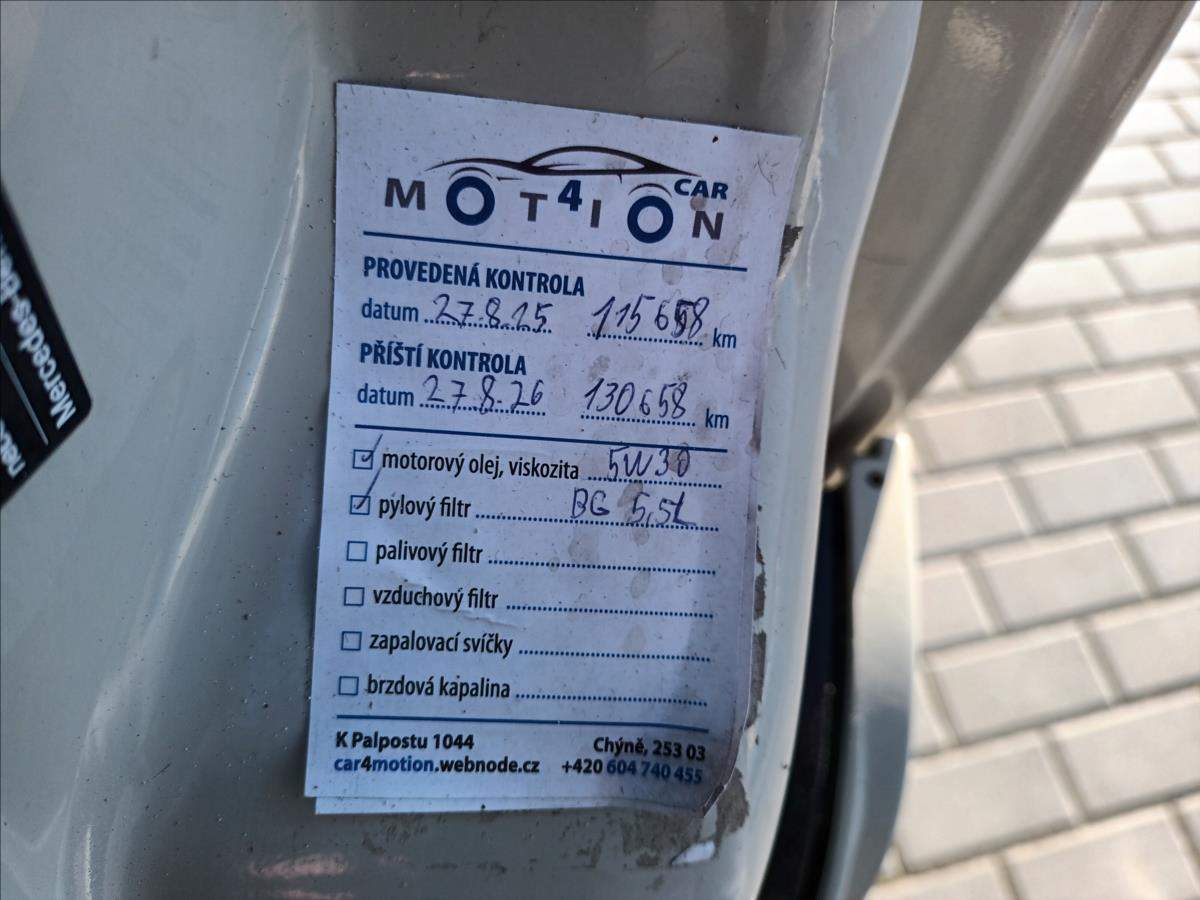 MOT4ION CAR
PROVEDENÁ KONTROLA
datum 27.8.25 115658 km
PŘÍŠTÍ KONTROLA
datum 27.8.26 130658 km
motorový olej, viskozita 5W30
pylový filtr BG 5,5L
palivový filtr
vzduchový filtr
zapalovací svíčky
brzdová kapalina
K Palpostu 1044 Chýně, 253 03
car4motion.webnode.cz +420 604 740 455